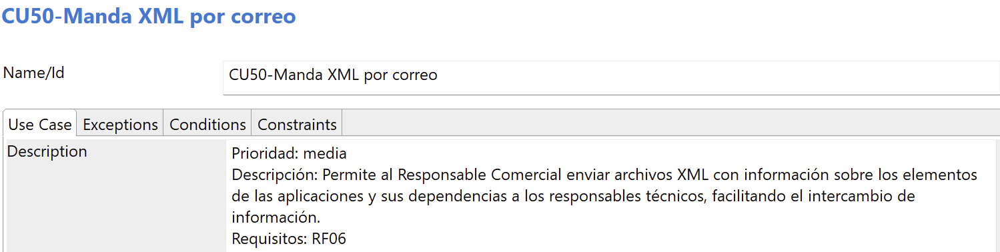 CU50-Manda XML por correo
Name/Id
CU50-Manda XML por correo
Use Case Exceptions Conditions Constraints
Description
Prioridad: media
Descripción: Permite al Responsable Comercial enviar archivos XML con información sobre los elementos
de las aplicaciones y sus dependencias a los responsables técnicos, facilitando el intercambio de
información.
Requisitos: RF06